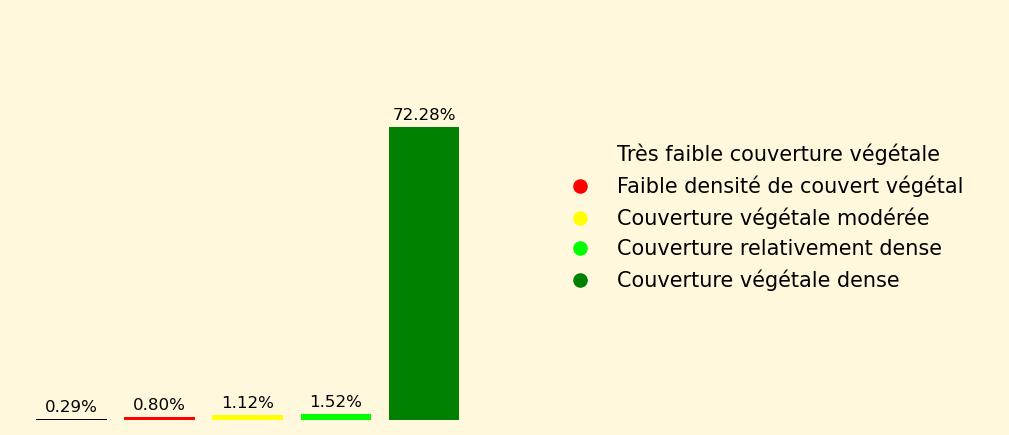 72.28%
0.29%
0.80%
1.12%
1.52%
Très faible couverture végétale
Faible densité de couvert végétal
Couverture végétale modérée
Couverture relativement dense
Couverture végétale dense